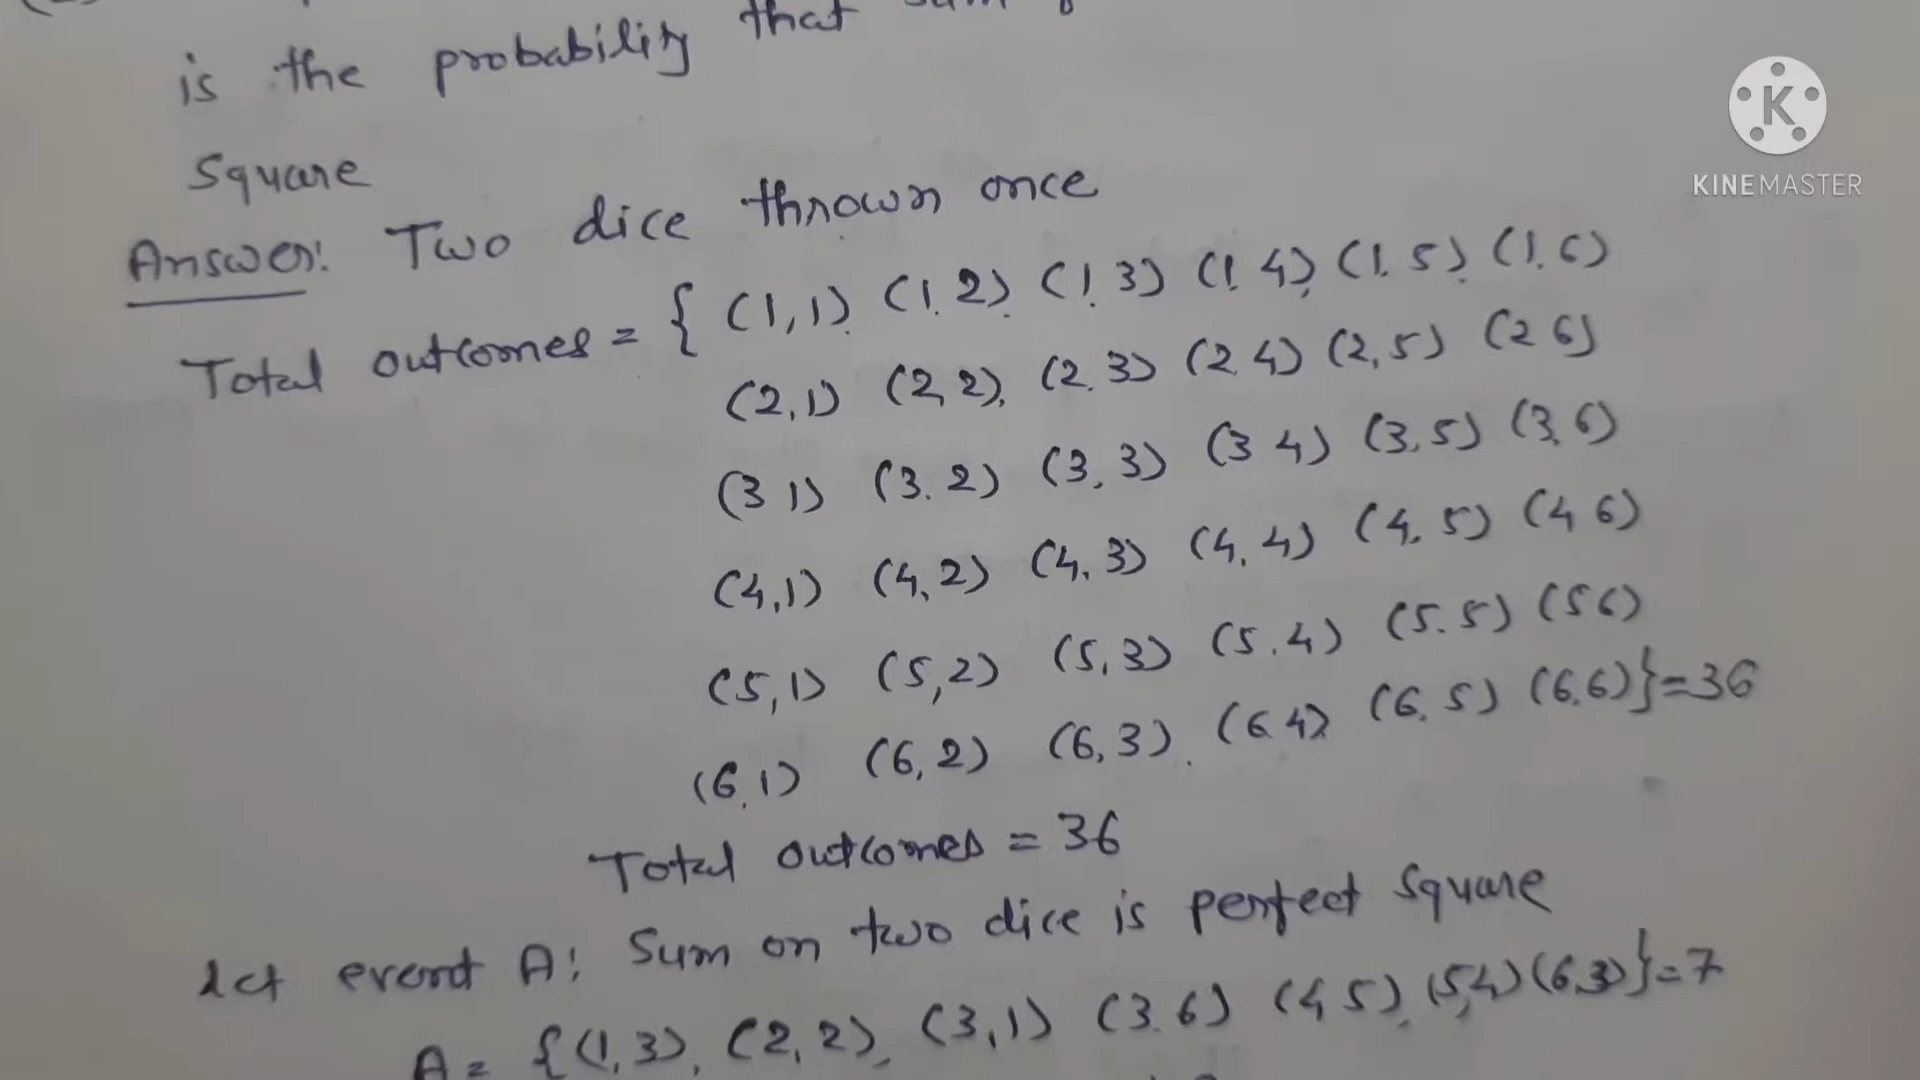 is the probability that sum
Square
Answer: Two dice thrown once
Total outcomes = { (1,1) (1,2), (1,3) (1,4), (1,5), (1,6)
(2,1) (2,2), (2,3) (2,4) (2,5) (2 6)
(3 1) (3,2) (3,3) (3 4) (3,5) (3,6)
(4,1) (4,2) (4,3) (4,4) (4,5) (4 6)
(5,1) (5,2) (5,3) (5,4) (5.5) (5 6)
(6,1) (6,2) (6,3), (6 4) (6,5) (6,6)}=36
Total outcomes = 36
Let event A: Sum on two dice is perfect square
A = {(1,3), (2,2), (3,1) (3.6) (4 5), (5,4) (6,3)}=7
KINEMASTER